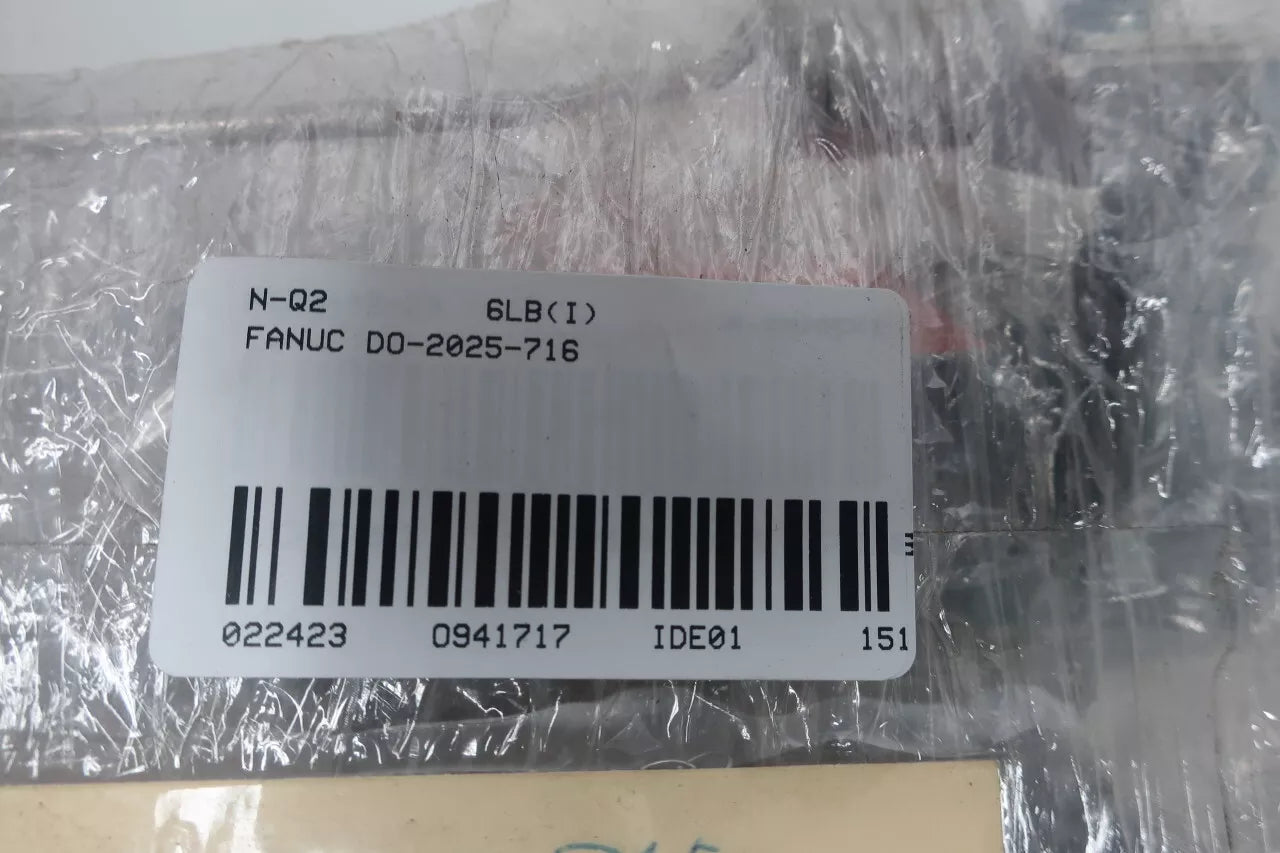 N-Q2 6LB(I)
FANUC DO-2025-716
022423 0941717 IDE01 151